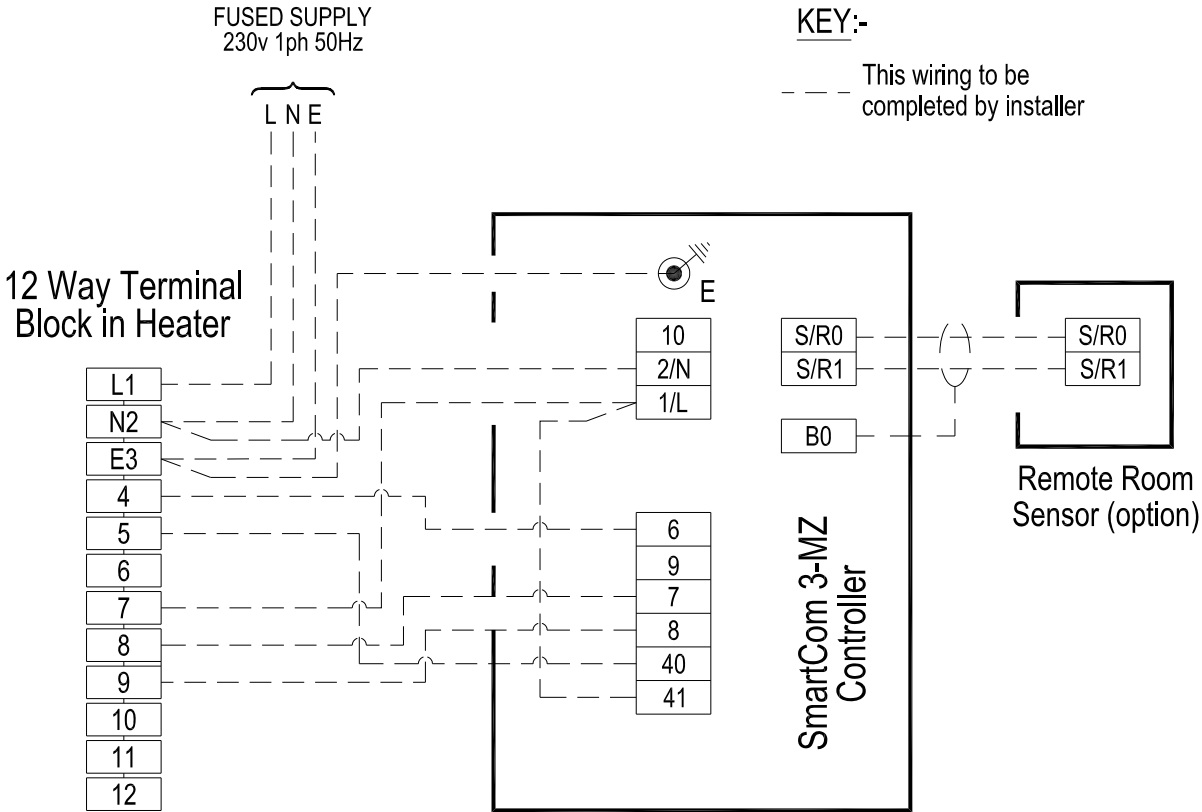 FUSED SUPPLY
230v 1ph 50Hz
L N E
KEY:-
This wiring to be
completed by installer
12 Way Terminal
Block in Heater
L1
N2
E3
4
5
6
7
8
9
10
11
12
E
10
2/N
1/L
6
9
7
8
40
41
S/R0
S/R1
B0
SmartCom 3-MZ
Controller
S/R0
S/R1
Remote Room
Sensor (option)